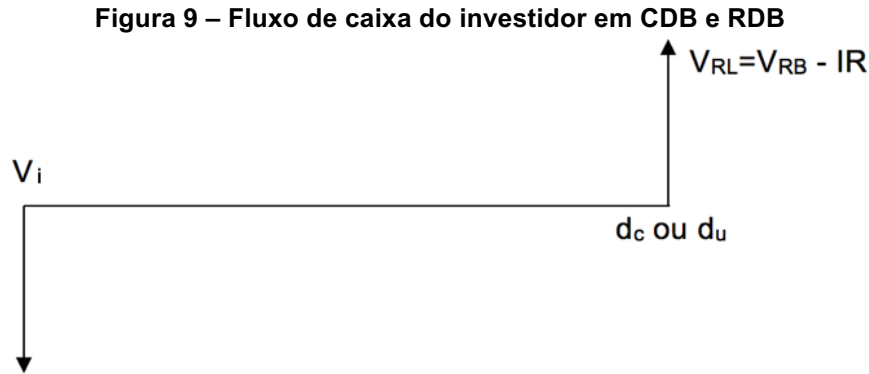 Figura 9 – Fluxo de caixa do investidor em CDB e RDB
VRL=VRB - IR
Vi
dc ou du